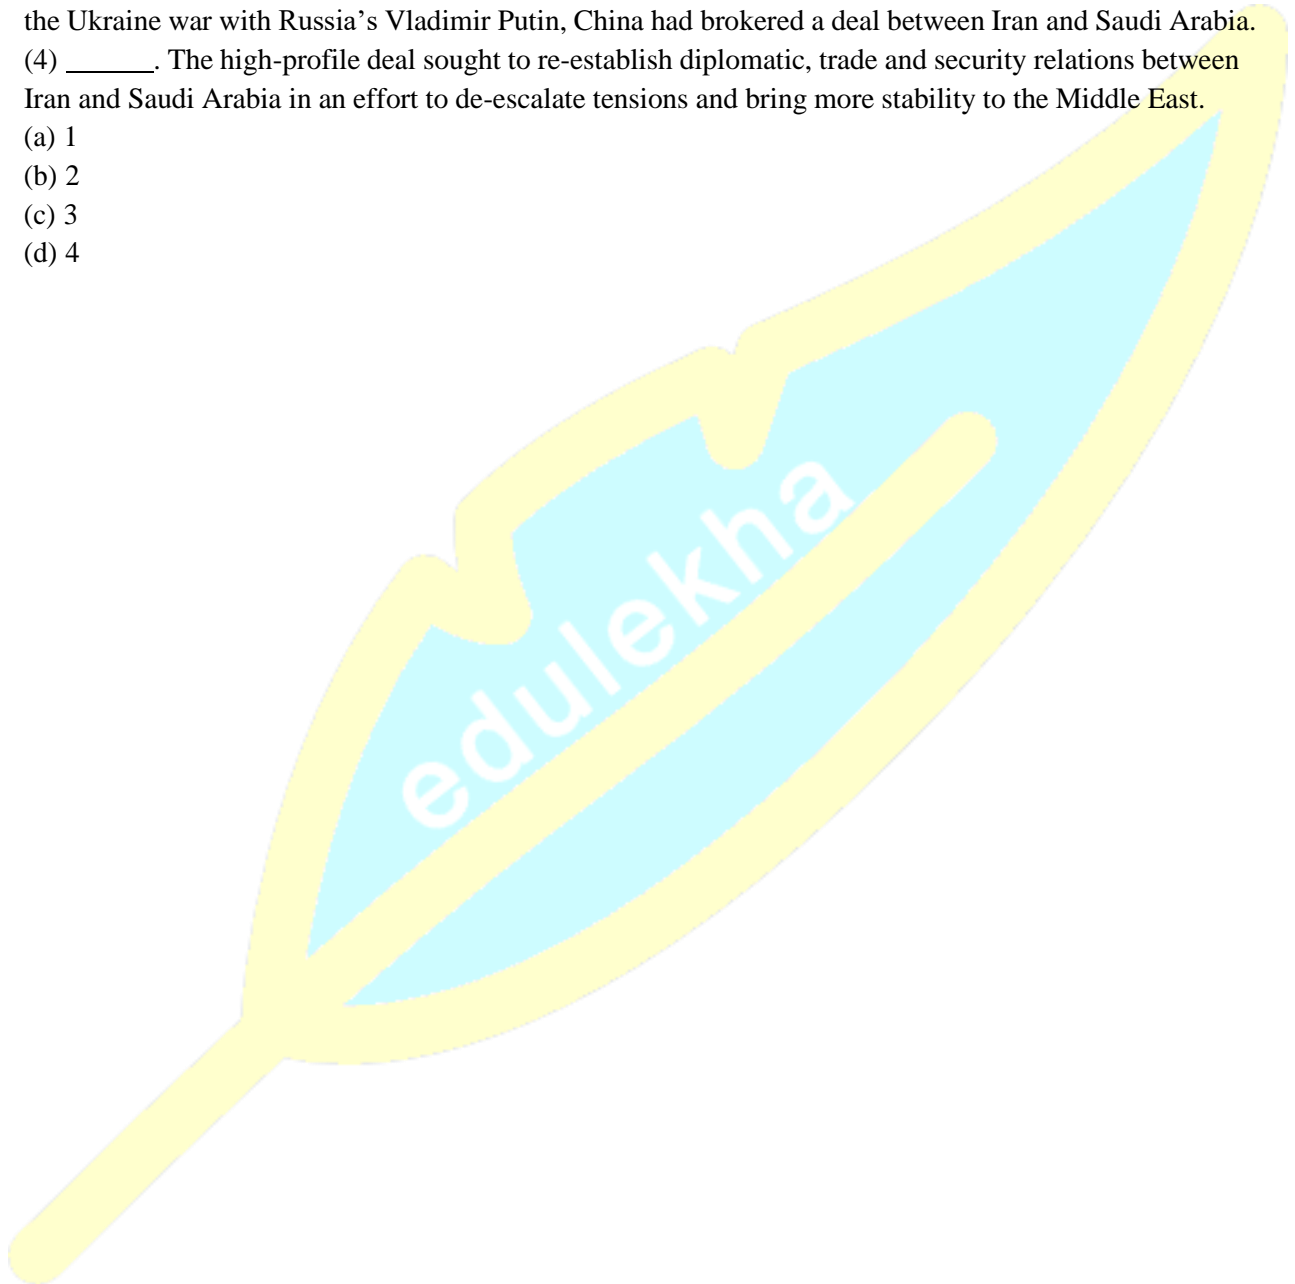 the Ukraine war with Russia’s Vladimir Putin, China had brokered a deal between Iran and Saudi Arabia.
(4) ______. The high-profile deal sought to re-establish diplomatic, trade and security relations between
Iran and Saudi Arabia in an effort to de-escalate tensions and bring more stability to the Middle East.
(a) 1
(b) 2
(c) 3
(d) 4
edulekha